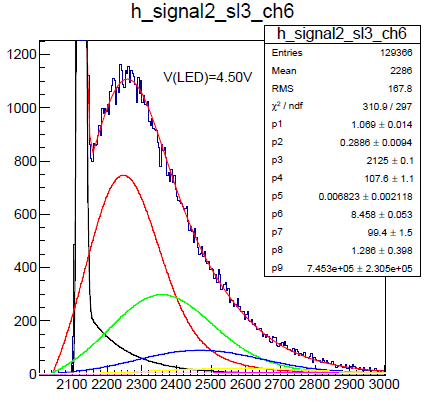 h_signal2_sl3_ch6
h_signal2_sl3_ch6
Entries 129366
Mean 2286
RMS 167.8
χ² / ndf 310.9 / 297
p1 1.069 ± 0.014
p2 0.2886 ± 0.0094
p3 2125 ± 0.1
p4 107.6 ± 1.1
p5 0.006823 ± 0.002118
p6 8.458 ± 0.053
p7 99.4 ± 1.5
p8 1.286 ± 0.398
p9 7.453e+05 ± 2.305e+05
V(LED)=4.50V
1200
1000
800
600
400
200
0
2100 2200 2300 2400 2500 2600 2700 2800 2900 3000